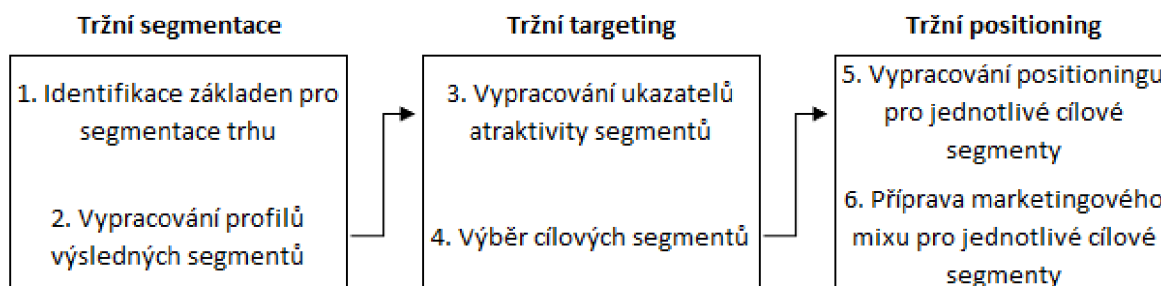 Tržní segmentace
1. Identifikace základen pro
segmentace trhu
2. Vypracování profilů
výsledných segmentů
Tržní targeting
3. Vypracování ukazatelů
atraktivity segmentů
4. Výběr cílových segmentů
Tržní positioning
5. Vypracování positioningu
pro jednotlivé cílové
segmenty
6. Příprava marketingového
mixu pro jednotlivé cílové
segmenty